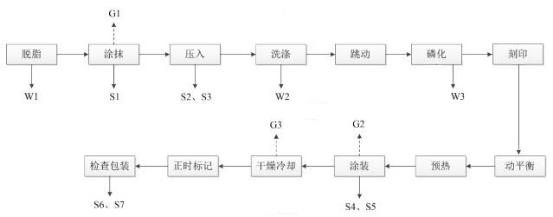 G1
脱脂
涂抹
压入
洗涤
跳动
磷化
刻印
W1
S1
S2、S3
W2
W3
G3
G2
检查包装
正时标记
干燥冷却
涂装
预热
动平衡
S6、S7
S4、S5